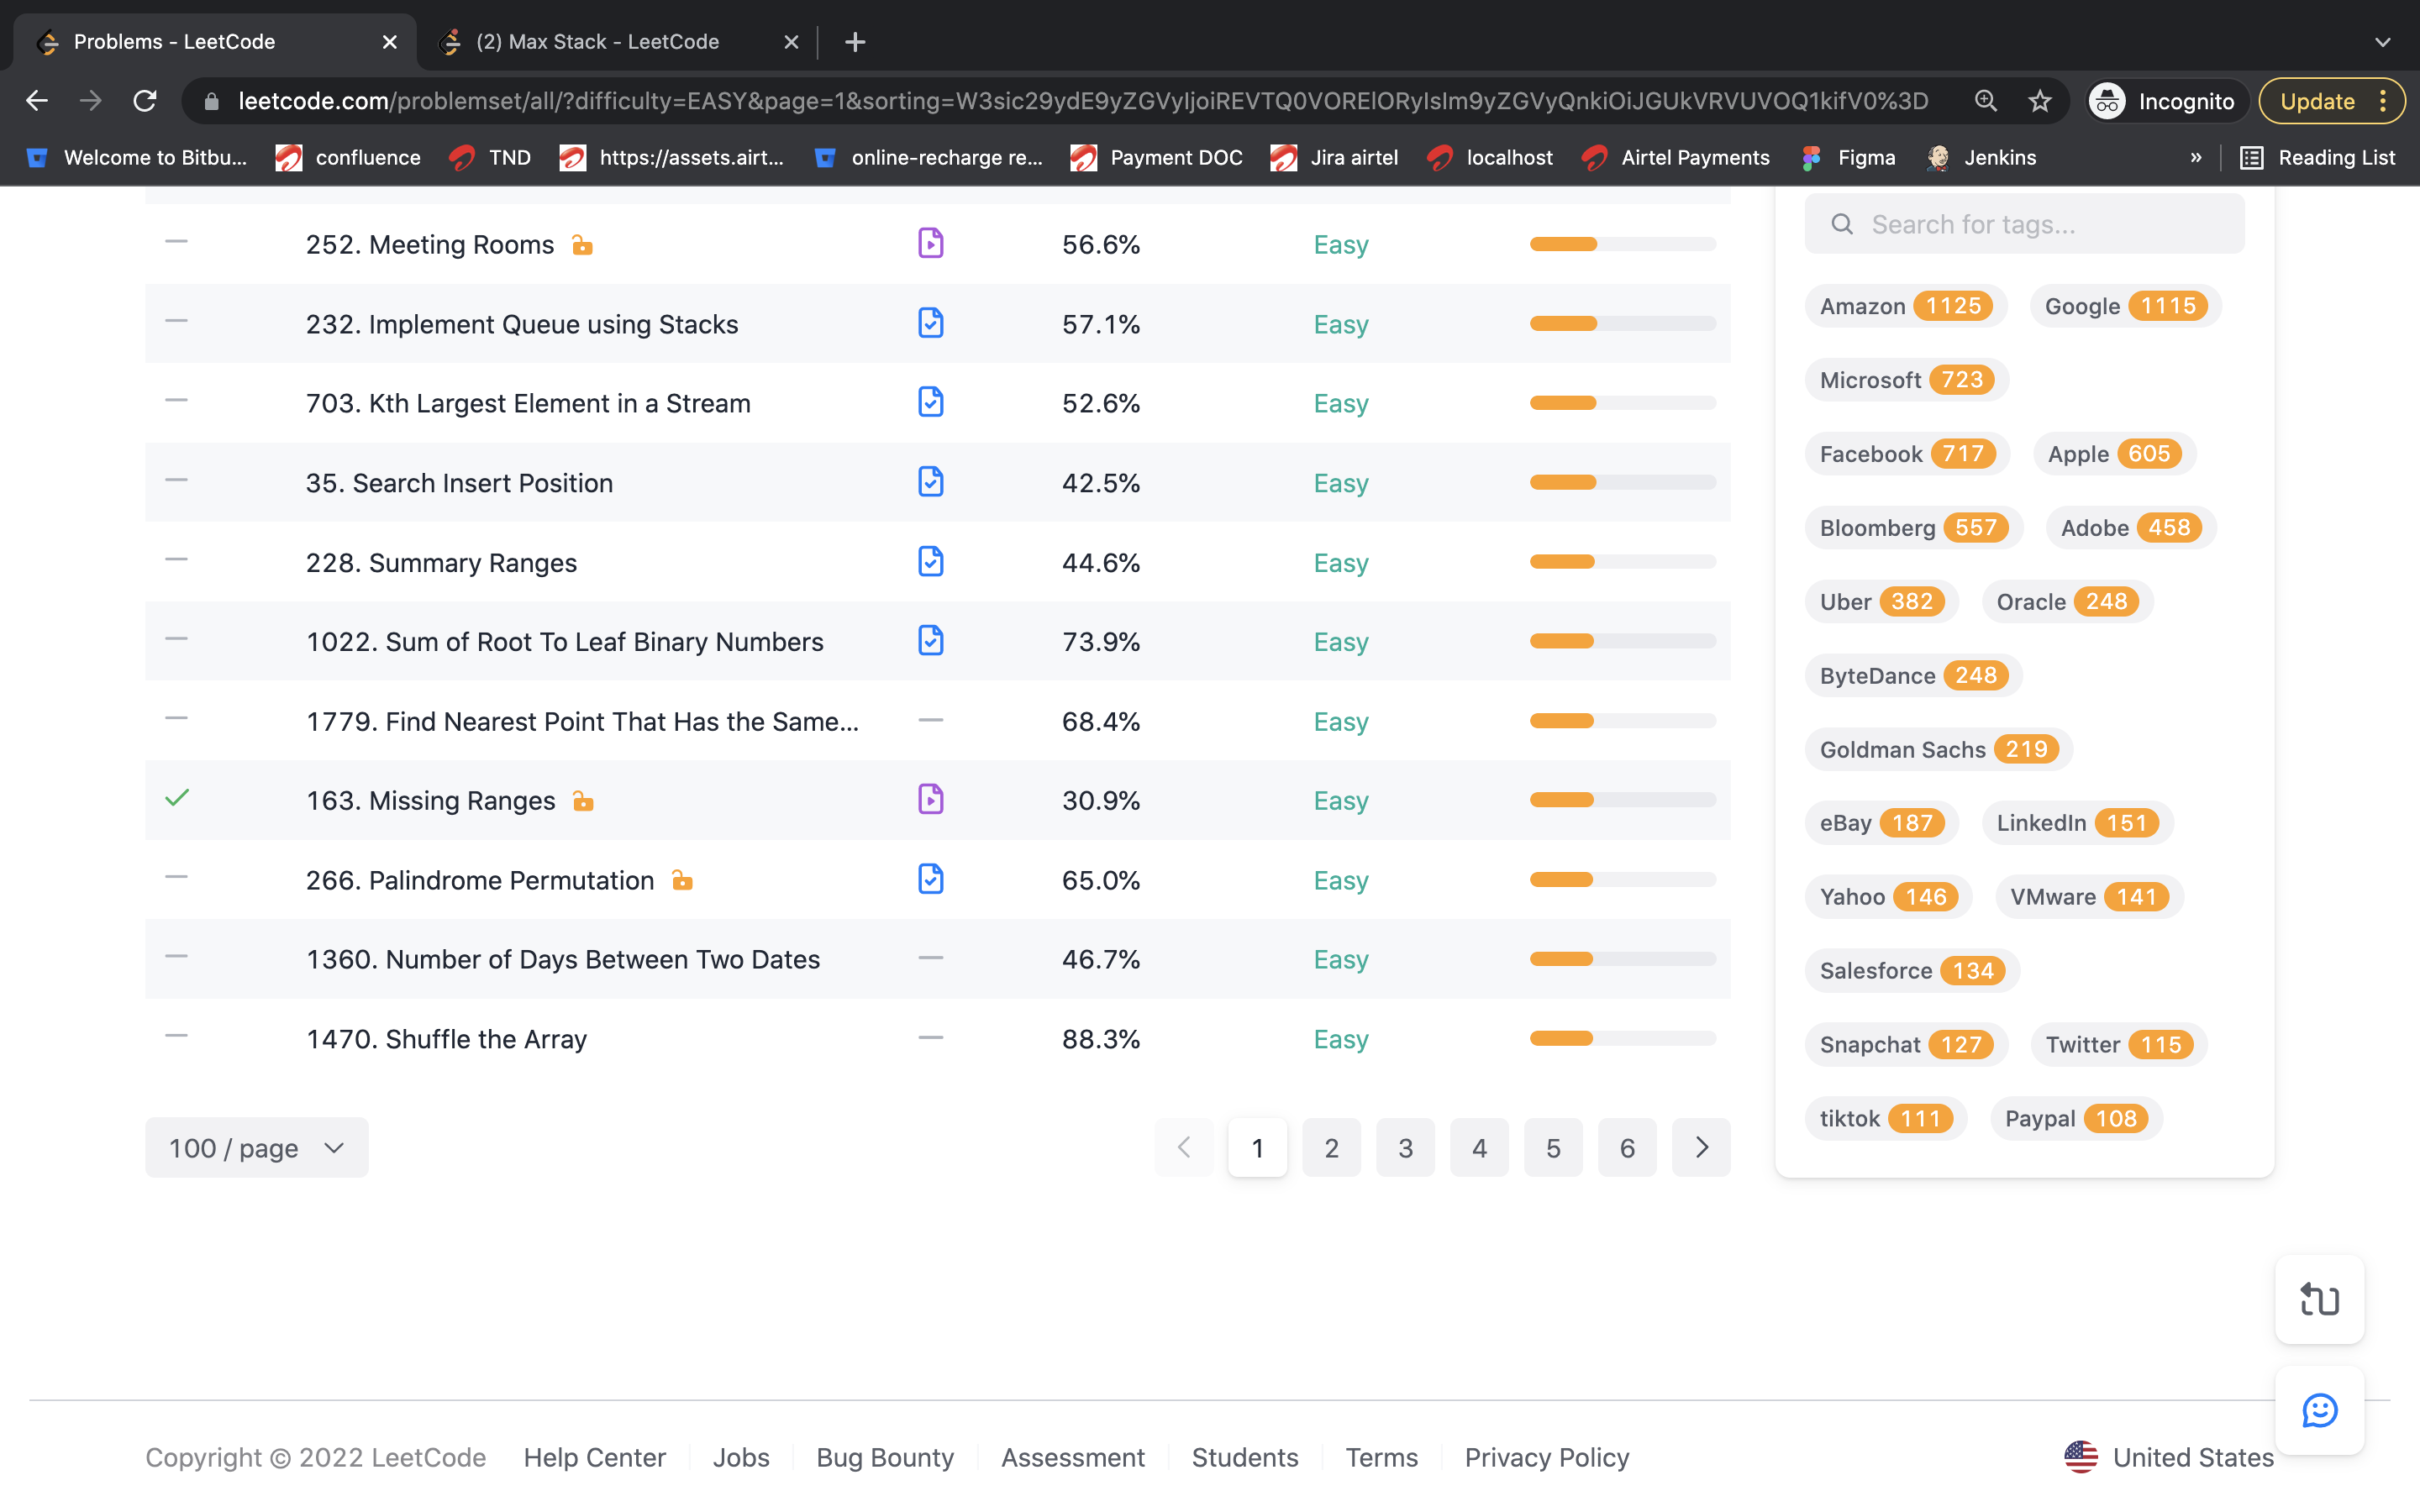 Problems - LeetCode
(2) Max Stack - LeetCode
leetcode.com/problemset/all/?difficulty=EASY&page=1&sorting=W3sic29ydE9yZGVyIjoiREVTQ0VORElORyIsIm9yZGVyQnkiOiJGUkVRVUVOQ1kifV0%3D
Incognito
Update
Welcome to Bitbu...
confluence
TND
https://assets.airt...
online-recharge re...
Payment DOC
Jira airtel
localhost
Airtel Payments
Figma
Jenkins
»
Reading List
252. Meeting Rooms 56.6% Easy
232. Implement Queue using Stacks 57.1% Easy
703. Kth Largest Element in a Stream 52.6% Easy
35. Search Insert Position 42.5% Easy
228. Summary Ranges 44.6% Easy
1022. Sum of Root To Leaf Binary Numbers 73.9% Easy
1779. Find Nearest Point That Has the Same... 68.4% Easy
163. Missing Ranges 30.9% Easy
266. Palindrome Permutation 65.0% Easy
1360. Number of Days Between Two Dates 46.7% Easy
1470. Shuffle the Array 88.3% Easy
100 / page
1 2 3 4 5 6
Search for tags...
Amazon 1125 Google 1115
Microsoft 723
Facebook 717 Apple 605
Bloomberg 557 Adobe 458
Uber 382 Oracle 248
ByteDance 248
Goldman Sachs 219
eBay 187 LinkedIn 151
Yahoo 146 VMware 141
Salesforce 134
Snapchat 127 Twitter 115
tiktok 111 Paypal 108
Copyright © 2022 LeetCode Help Center Jobs Bug Bounty Assessment Students Terms Privacy Policy United States